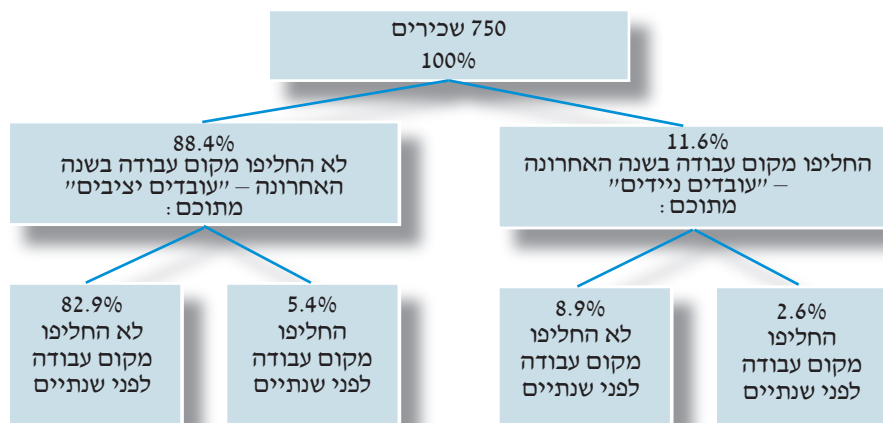 750 שכירים
100%
11.6%
החליפו מקום עבודה בשנה האחרונה
– "עובדים ניידים"
מתוכם:
88.4%
לא החליפו מקום עבודה בשנה
האחרונה – "עובדים יציבים"
מתוכם:
2.6%
החליפו
מקום עבודה
לפני שנתיים
8.9%
לא החליפו
מקום עבודה
לפני שנתיים
5.4%
החליפו
מקום עבודה
לפני שנתיים
82.9%
לא החליפו
מקום עבודה
לפני שנתיים